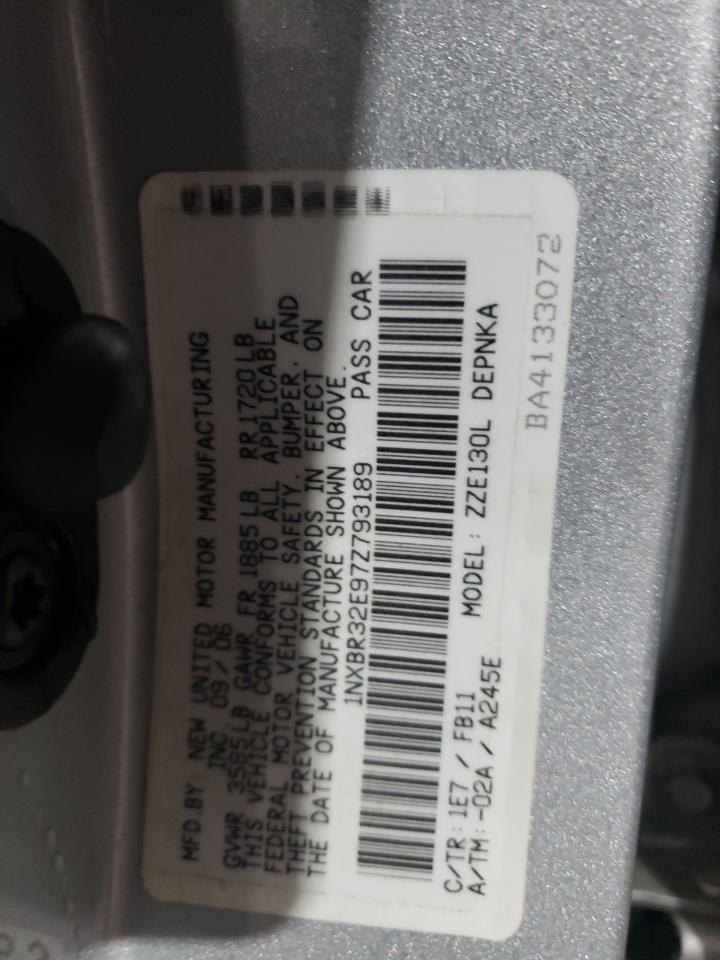 MFD.BY: NEW UNITED MOTOR MANUFACTURING
INC. 09/06
GVWR 3585LB GAWR FR 1885LB RR1720LB
THIS VEHICLE CONFORMS TO ALL APPLICABLE
FEDERAL MOTOR VEHICLE SAFETY, BUMPER, AND
THEFT PREVENTION STANDARDS IN EFFECT ON
THE DATE OF MANUFACTURE SHOWN ABOVE.
1NXBR32E97Z793189 PASS CAR
C/TR: 1E7 / FB11 MODEL: ZZE130L DEPNKA
A/TM: -02A / A245E
BA4133072